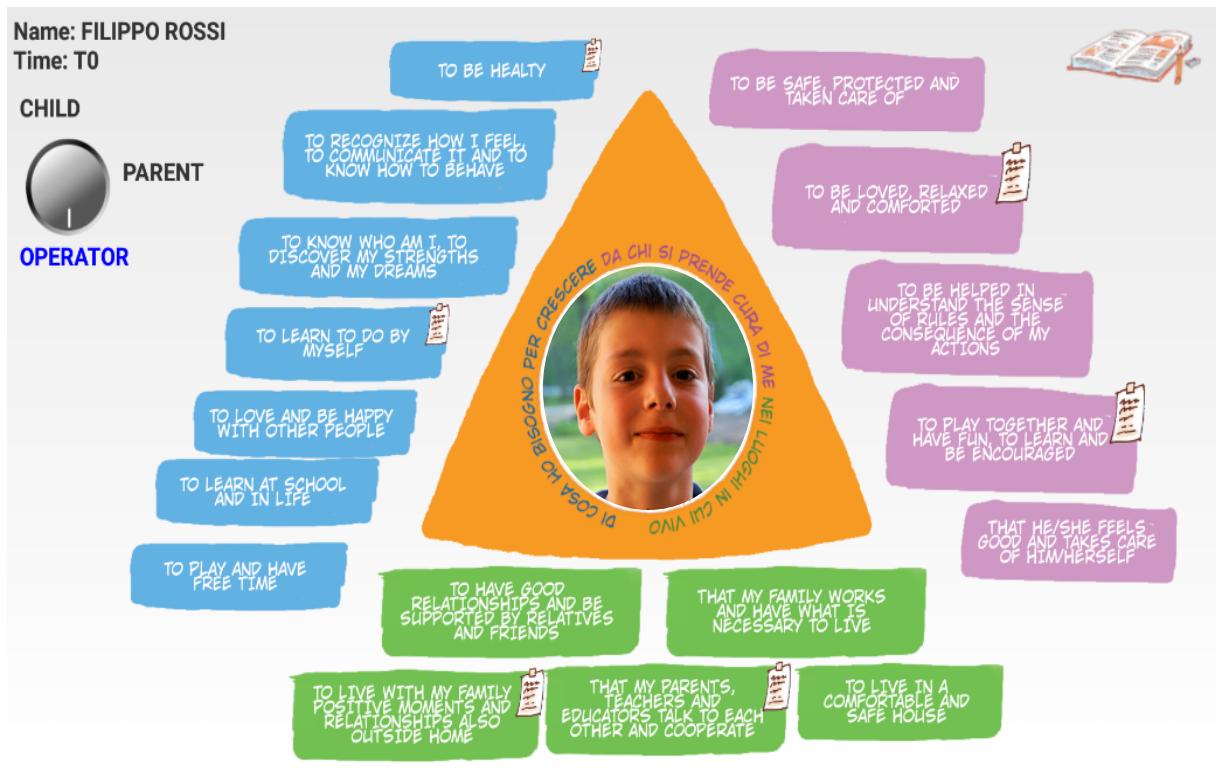 Name: FILIPPO ROSSI
Time: T0
CHILD
PARENT
OPERATOR
TO BE HEALTY
TO RECOGNIZE HOW I FEEL,
TO COMMUNICATE IT AND TO
KNOW HOW TO BEHAVE
TO KNOW WHO AM I, TO
DISCOVER MY STRENGTHS
AND MY DREAMS
TO LEARN TO DO BY
MYSELF
TO LOVE AND BE HAPPY
WITH OTHER PEOPLE
TO LEARN AT SCHOOL
AND IN LIFE
TO PLAY AND HAVE
FREE TIME
DI COSA HO BISOGNO PER CRESCERE
DA CHI SI PRENDE CURA DI ME
NEI LUOGHI IN CUI VIVO
TO BE SAFE, PROTECTED AND
TAKEN CARE OF
TO BE LOVED, RELAXED
AND COMFORTED
TO BE HELPED IN
UNDERSTAND THE SENSE
OF RULES AND THE
CONSEQUENCE OF MY
ACTIONS
TO PLAY TOGETHER AND
HAVE FUN, TO LEARN AND
BE ENCOURAGED
THAT HE/SHE FEELS
GOOD AND TAKES CARE
OF HIM/HERSELF
TO HAVE GOOD
RELATIONSHIPS AND BE
SUPPORTED BY RELATIVES
AND FRIENDS
THAT MY FAMILY WORKS
AND HAVE WHAT IS
NECESSARY TO LIVE
TO LIVE WITH MY FAMILY
POSITIVE MOMENTS AND
RELATIONSHIPS ALSO
OUTSIDE HOME
THAT MY PARENTS,
TEACHERS AND
EDUCATORS TALK TO EACH
OTHER AND COOPERATE
TO LIVE IN A
COMFORTABLE AND
SAFE HOUSE